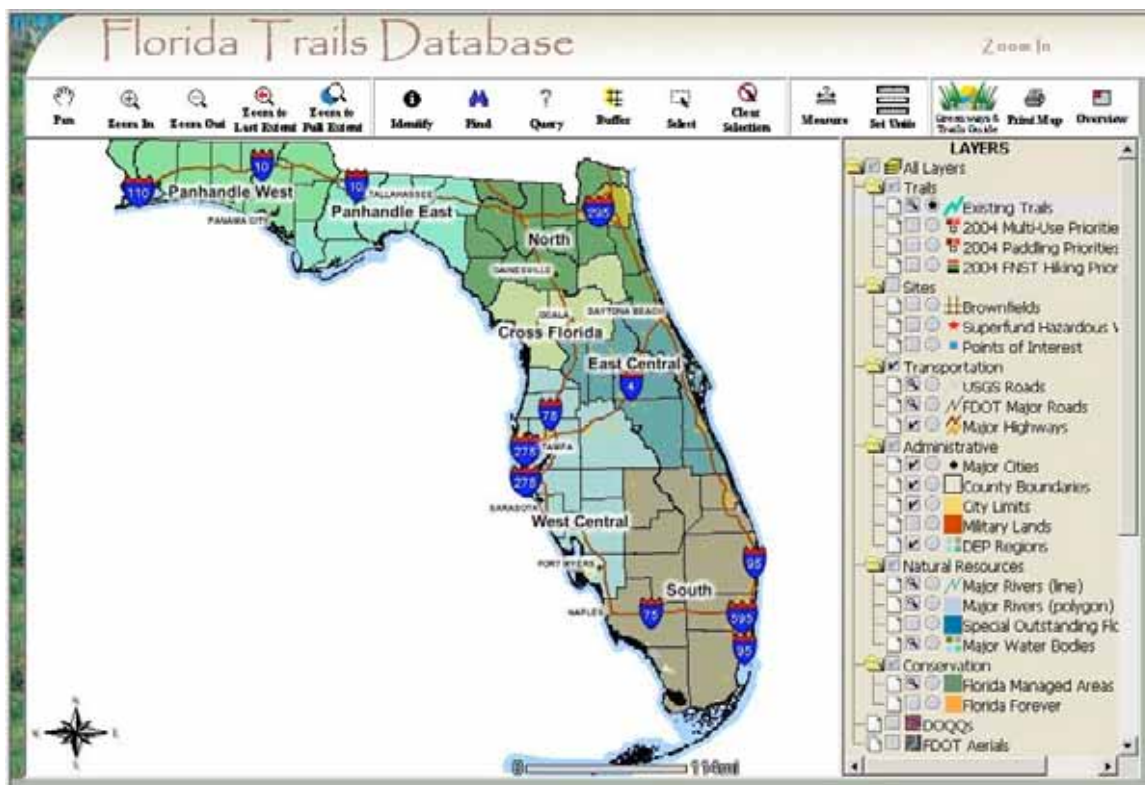 Florida Trails Database
Zoom In
Pan
Zoom In
Zoom Out
Zoom to
Last Extent
Zoom to
Full Extent
Identify
Find
Query
Buffer
Select
Clear
Selection
Measure
Set Units
Greenways &
Trails Guide
Print Map
Overview
LAYERS
All Layers
Trails
Existing Trails
2004 Multi-Use Prioritie
2004 Paddling Priorities
2004 FNST Hiking Prior
Sites
Brownfields
Superfund Hazardous
Points of Interest
Transportation
USGS Roads
FDOT Major Roads
Major Highways
Administrative
Major Cities
County Boundaries
City Limits
Military Lands
DEP Regions
Natural Resources
Major Rivers (line)
Major Rivers (polygon)
Special Outstanding Flo
Major Water Bodies
Conservation
Florida Managed Areas
Florida Forever
DOQQs
FDOT Aerials
110
Panhandle West
10
10
TALLAHASSEE
PANAMA CITY
Panhandle East
295
North
GAINESVILLE
OCALA
DAYTONA BEACH
Cross Florida
East Central
4
75
275
TAMPA
275
SARASOTA
West Central
FORT MYERS
95
South
NAPLES
75
595
95
N
E
S
0
114mi